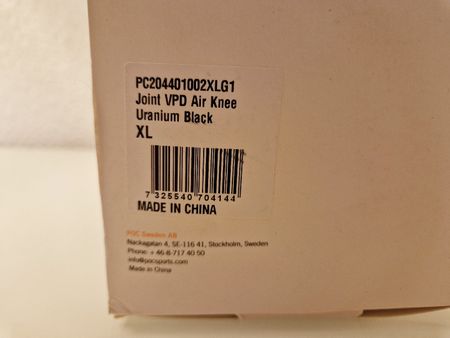 PC204401002XLG1
Joint VPD Air Knee
Uranium Black
XL
7 325540 704144
MADE IN CHINA
POC Sweden AB
Nackagatan 4, SE-116 41, Stockholm, Sweden
Phone: + 46-8-717 40 50
info@pocsports.com
Made in China